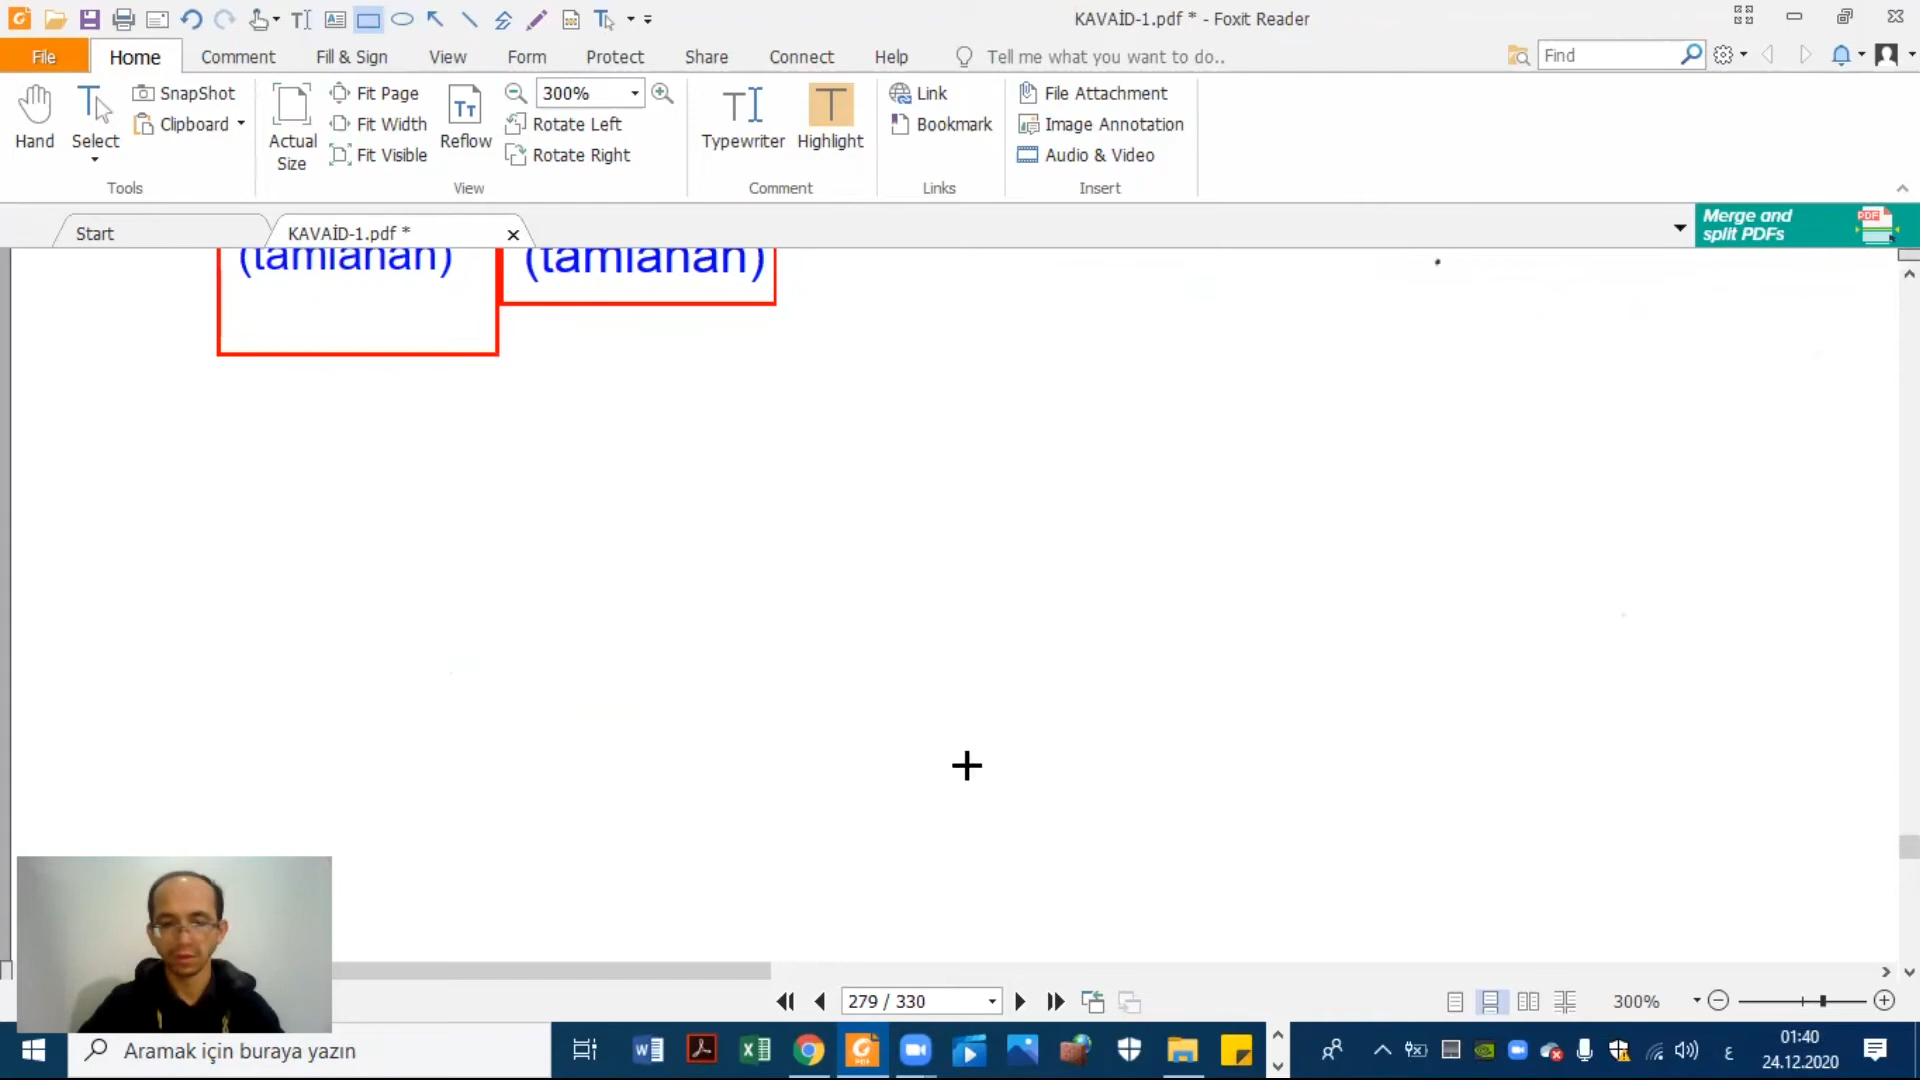 KAVAİD-1.pdf * - Foxit Reader
File Home Comment Fill & Sign View Form Protect Share Connect Help Tell me what you want to do.. Find
Hand
Select
SnapShot
Clipboard
Tools
Actual Size
Fit Page
Fit Width
Fit Visible
Reflow
300%
Rotate Left
Rotate Right
View
Typewriter
Highlight
Comment
Link
Bookmark
Links
File Attachment
Image Annotation
Audio & Video
Insert
Start
KAVAİD-1.pdf *
Merge and
split PDFs
(tamlanan) (tamlanan)
279 / 330
300%
Aramak için buraya yazın
ع
01:40
24.12.2020